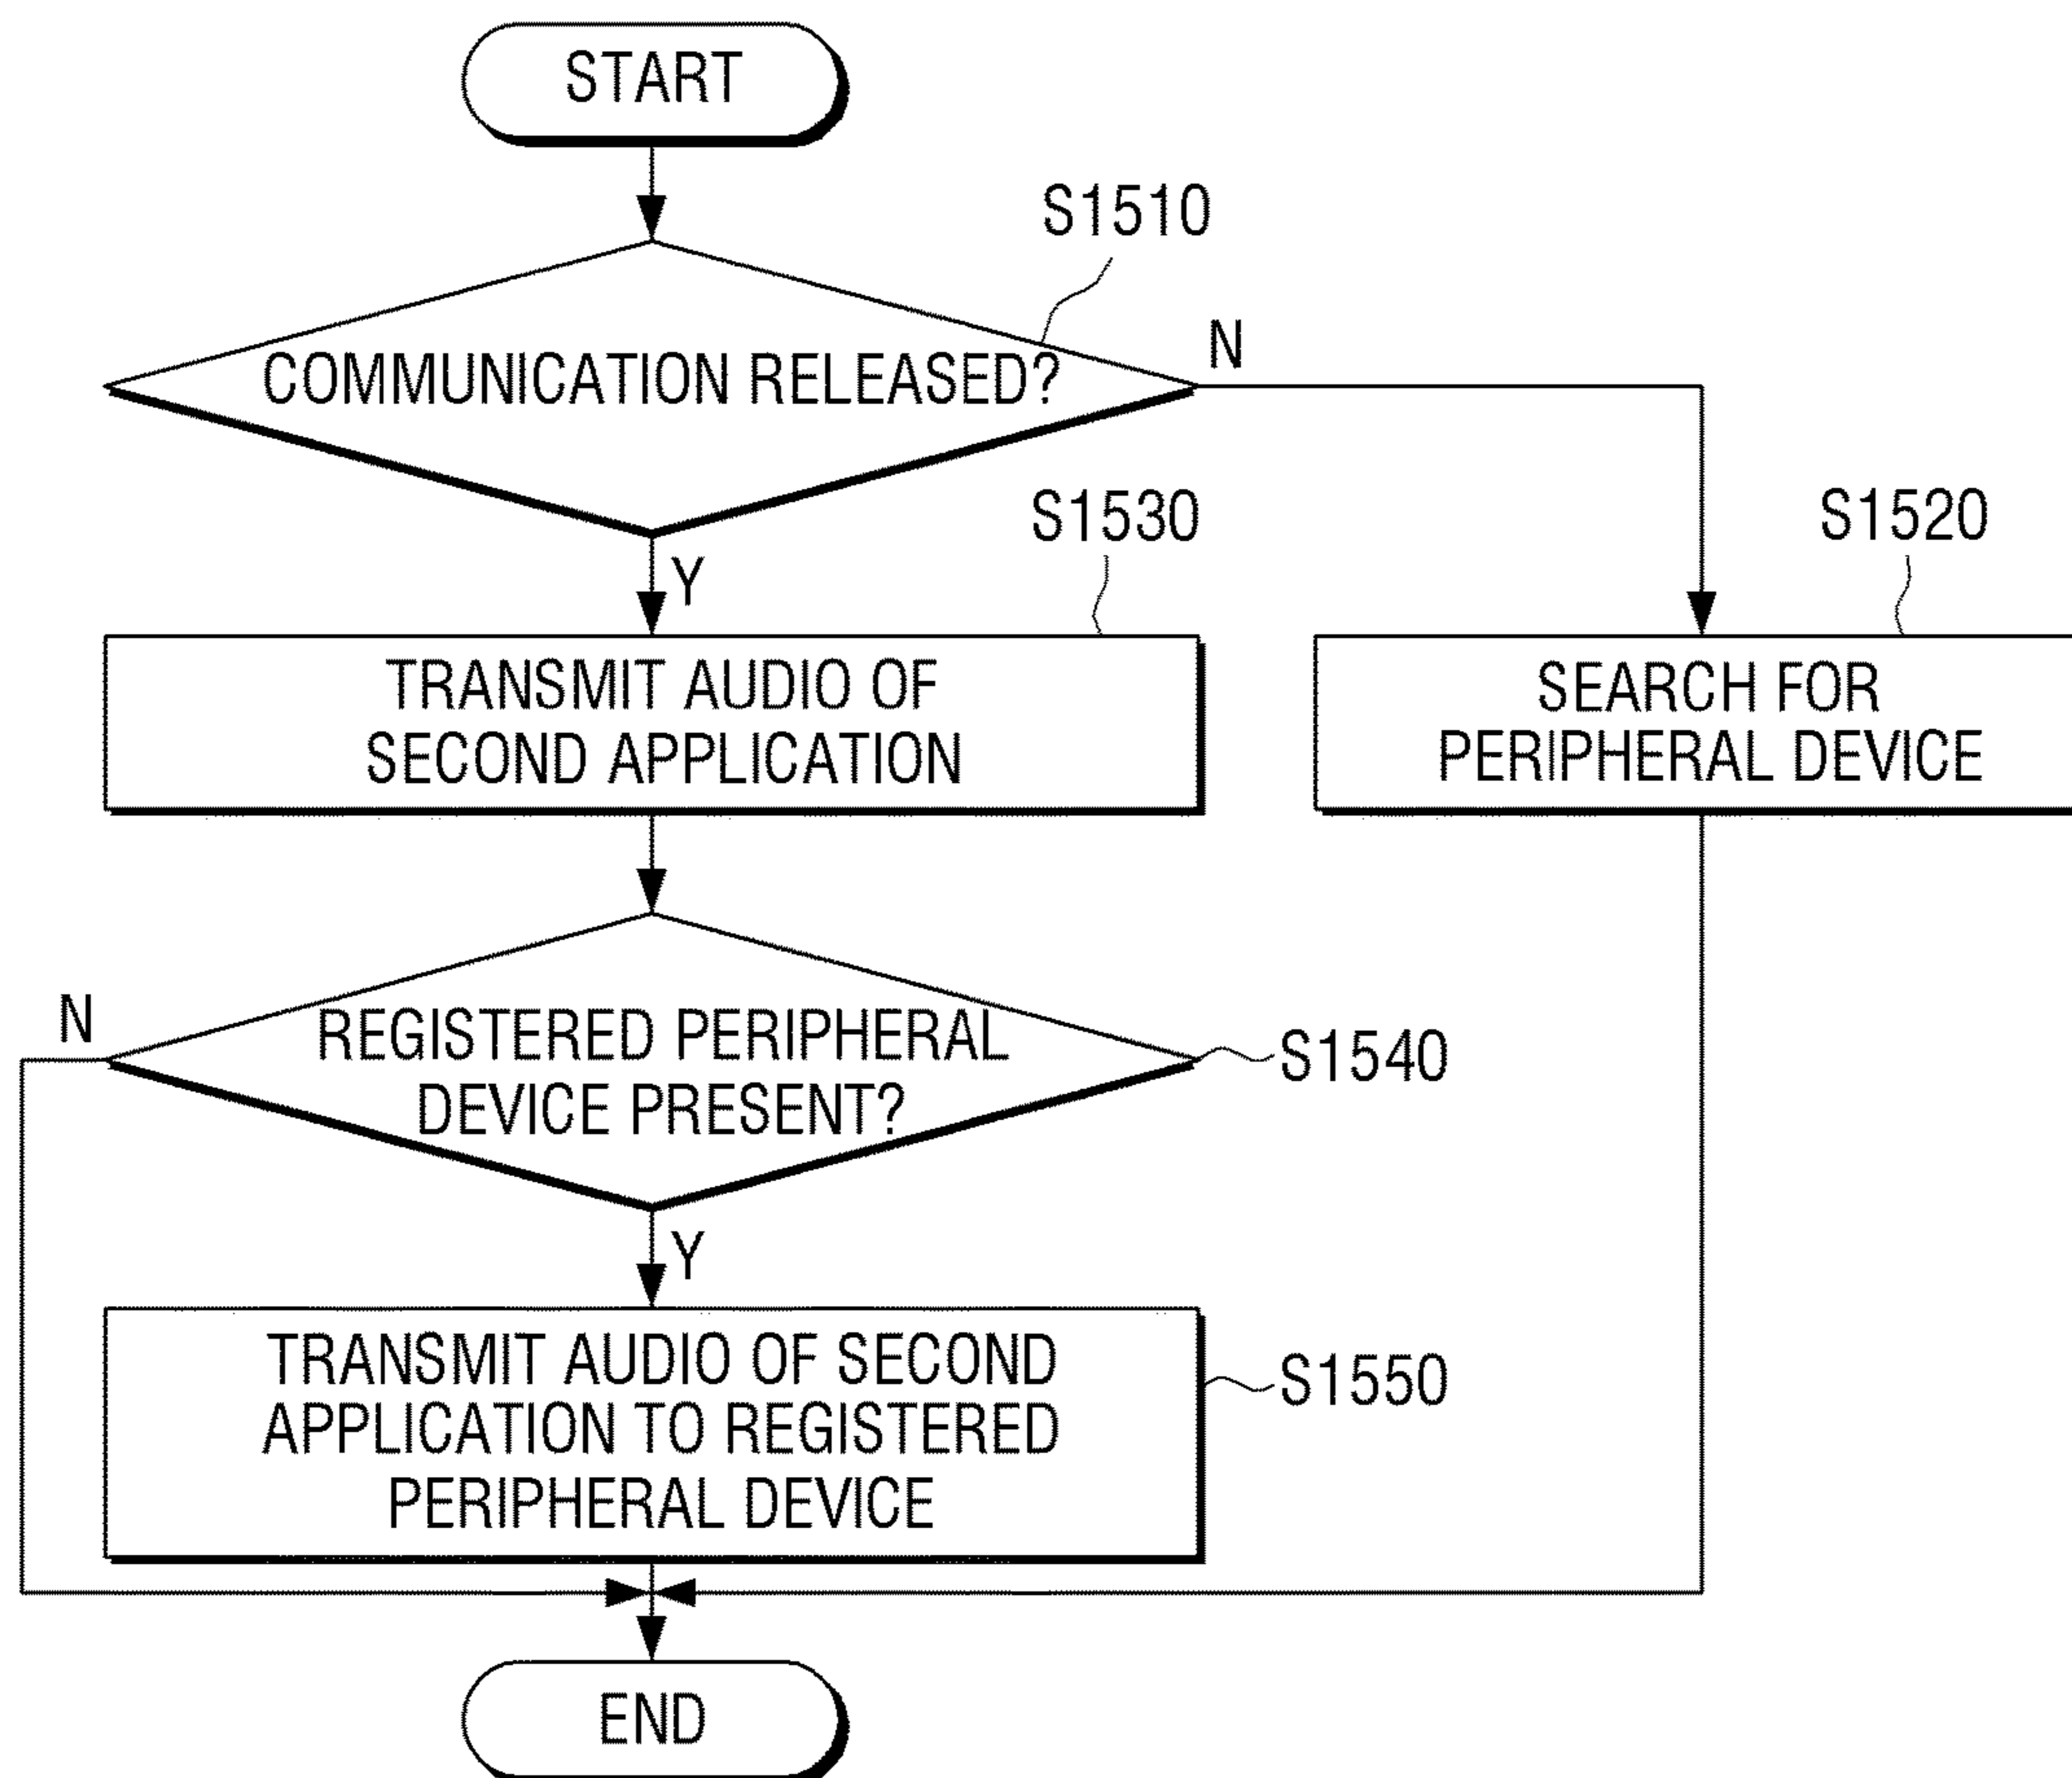 START
S1510
COMMUNICATION RELEASED?
N
Y
S1530
S1520
TRANSMIT AUDIO OF
SECOND APPLICATION
SEARCH FOR
PERIPHERAL DEVICE
N
REGISTERED PERIPHERAL
DEVICE PRESENT?
S1540
Y
TRANSMIT AUDIO OF SECOND
APPLICATION TO REGISTERED
PERIPHERAL DEVICE
S1550
END